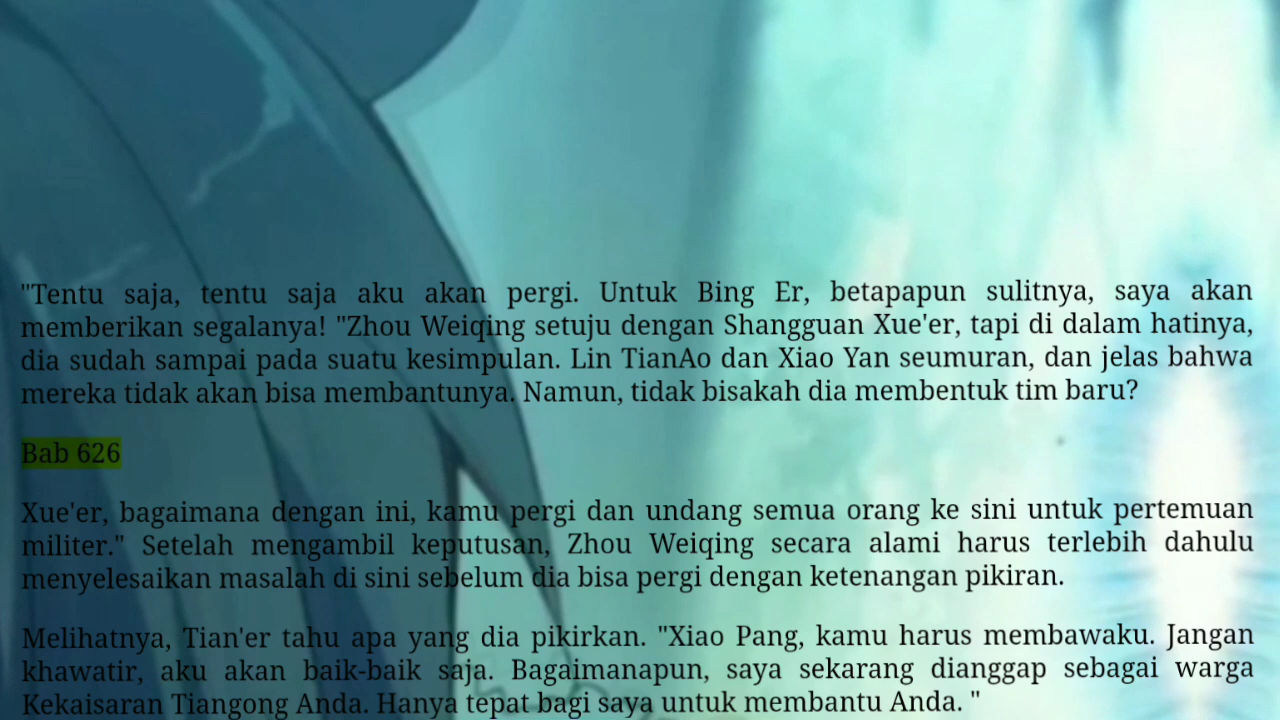 "Tentu saja, tentu saja aku akan pergi. Untuk Bing Er, betapapun sulitnya, saya akan
memberikan segalanya! "Zhou Weiqing setuju dengan Shangguan Xue'er, tapi di dalam hatinya,
dia sudah sampai pada suatu kesimpulan. Lin TianAo dan Xiao Yan seumuran, dan jelas bahwa
mereka tidak akan bisa membantunya. Namun, tidak bisakah dia membentuk tim baru?
Bab 626
Xue'er, bagaimana dengan ini, kamu pergi dan undang semua orang ke sini untuk pertemuan
militer." Setelah mengambil keputusan, Zhou Weiqing secara alami harus terlebih dahulu
menyelesaikan masalah di sini sebelum dia bisa pergi dengan ketenangan pikiran.
Melihatnya, Tian'er tahu apa yang dia pikirkan. "Xiao Pang, kamu harus membawaku. Jangan
khawatir, aku akan baik-baik saja. Bagaimanapun, saya sekarang dianggap sebagai warga
Kekaisaran Tiangong Anda. Hanya tepat bagi saya untuk membantu Anda. "